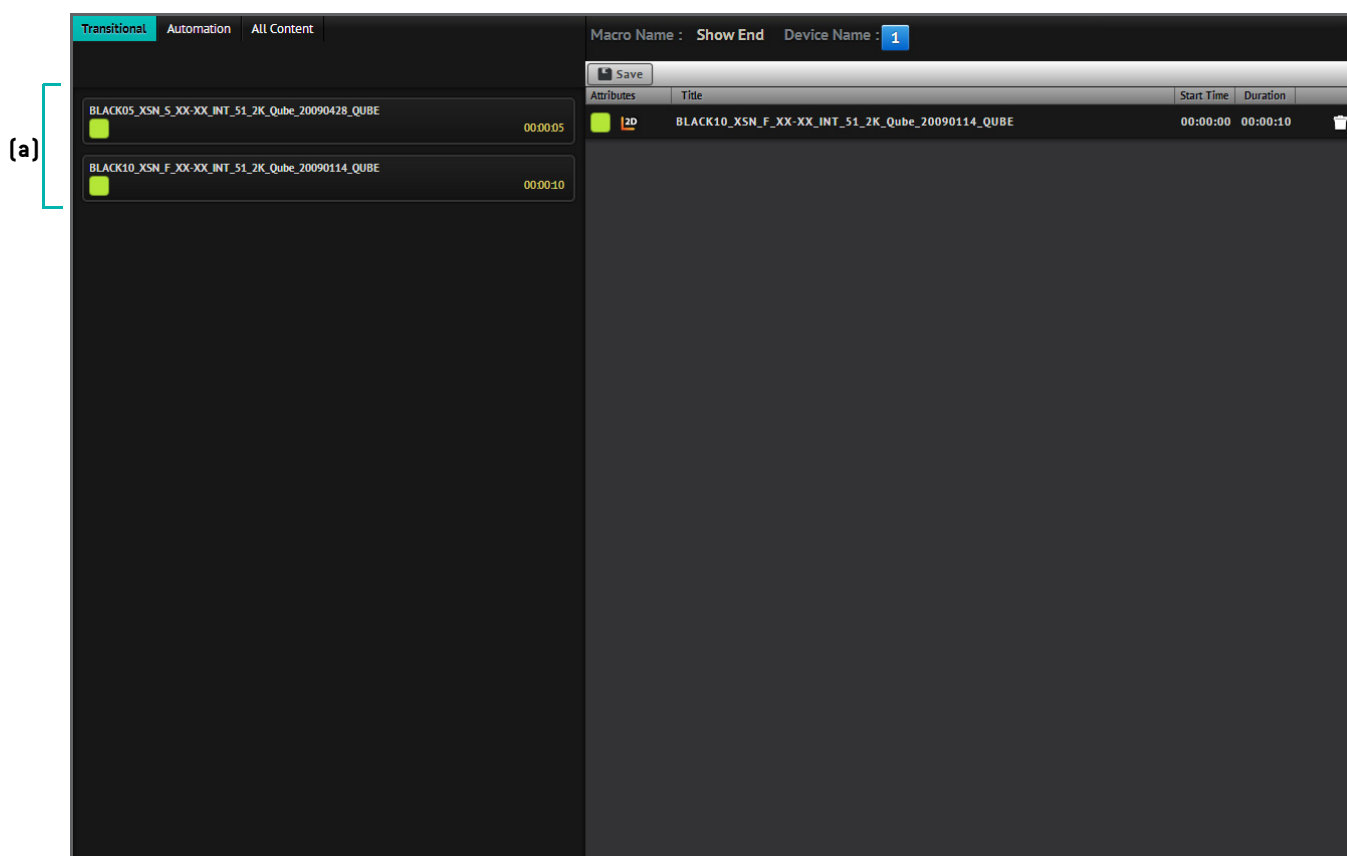 Transitional Automation All Content
Macro Name : Show End Device Name : 1
Save
Attributes Title Start Time Duration
(a)
BLACK05_XSN_S_XX-XX_INT_51_2K_Qube_20090428_QUBE
00:00:05
BLACK10_XSN_F_XX-XX_INT_51_2K_Qube_20090114_QUBE
00:00:10
2D BLACK10_XSN_F_XX-XX_INT_51_2K_Qube_20090114_QUBE 00:00:00 00:00:10